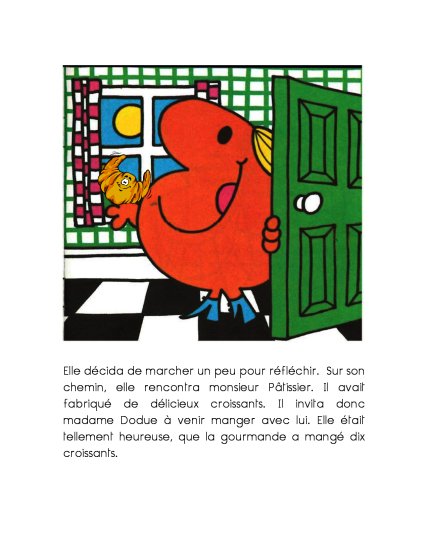 Elle décida de marcher un peu pour réfléchir. Sur son
chemin, elle rencontra monsieur Pâtissier. Il avait
fabriqué de délicieux croissants. Il invita donc
madame Dodue à venir manger avec lui. Elle était
tellement heureuse, que la gourmande a mangé dix
croissants.